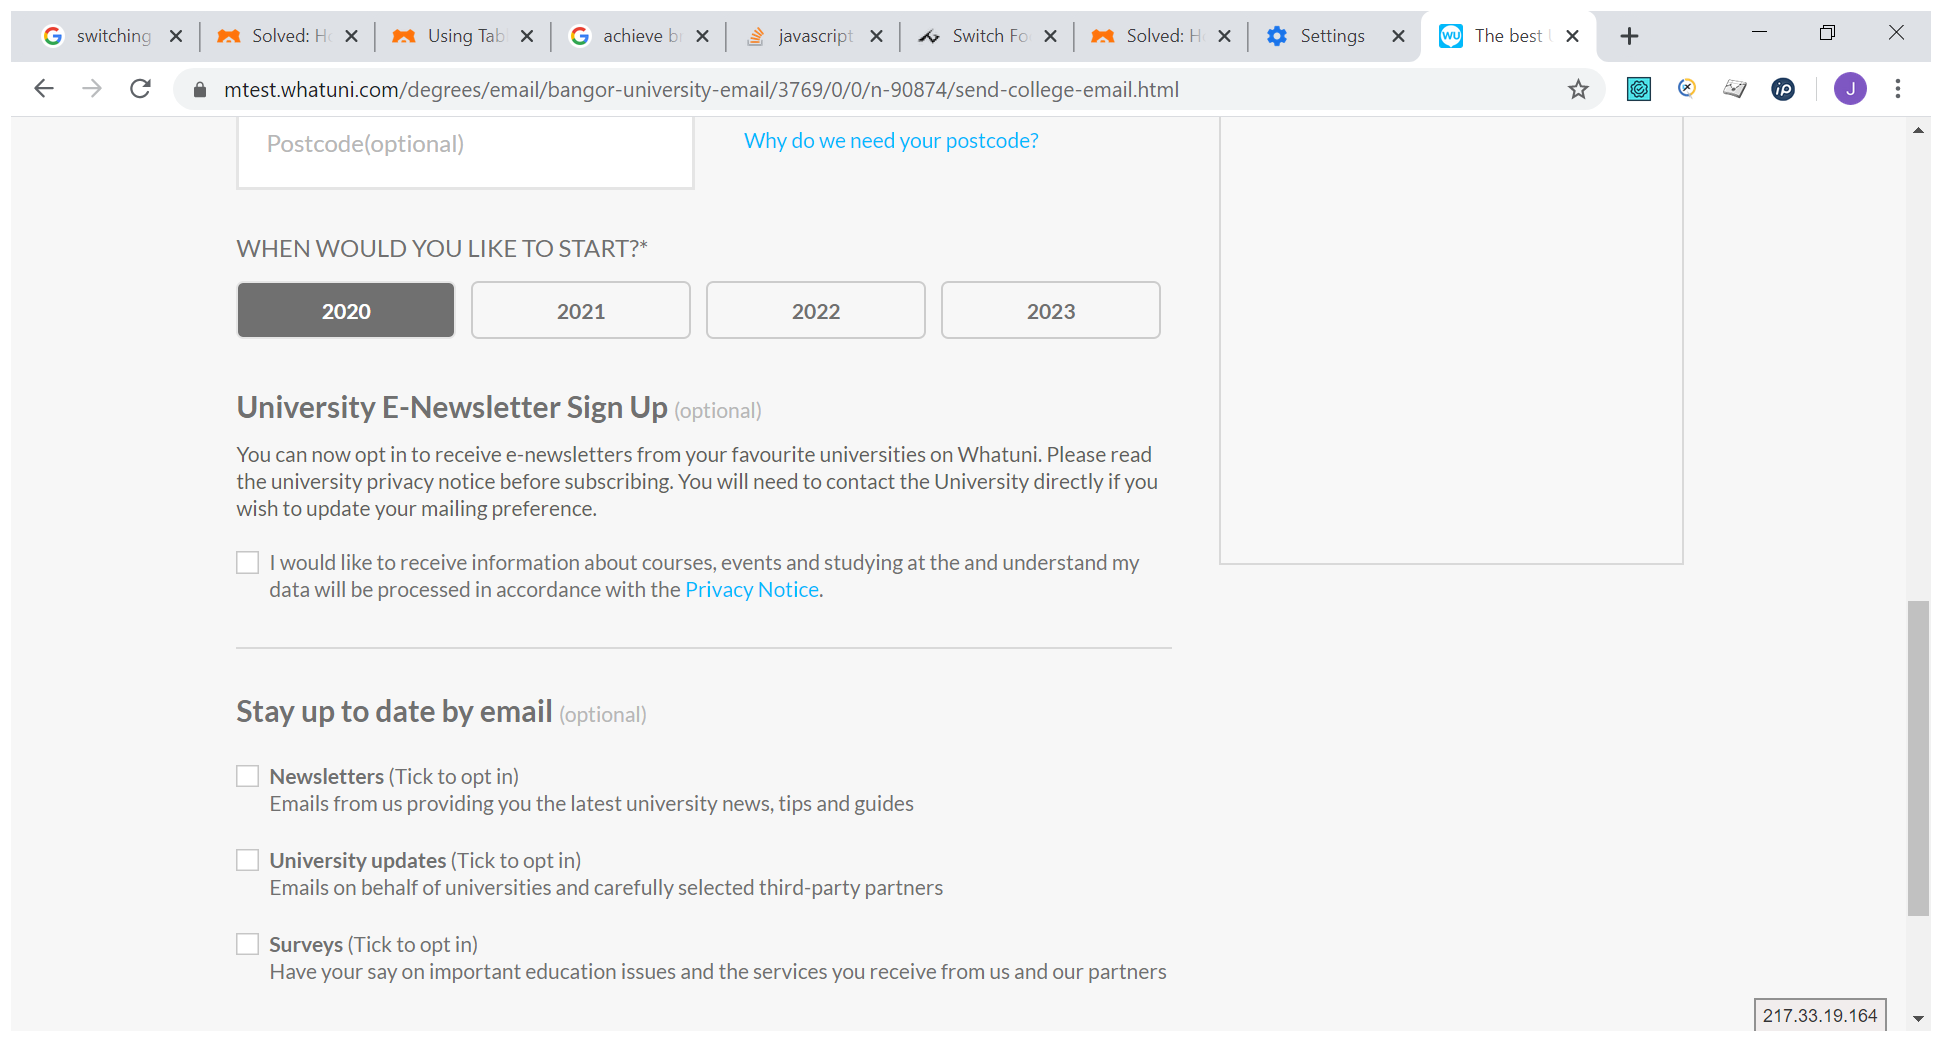 switching
Solved: Ho
Using Tab
achieve br
javascript
Switch Fo
Solved: Ho
Settings
WU
The best
mtest.whatuni.com/degrees/email/bangor-university-email/3769/0/0/n-90874/send-college-email.html
iP
J
Postcode(optional)
Why do we need your postcode?
WHEN WOULD YOU LIKE TO START?*
2020
2021
2022
2023
University E-Newsletter Sign Up (optional)
You can now opt in to receive e-newsletters from your favourite universities on Whatuni. Please read
the university privacy notice before subscribing. You will need to contact the University directly if you
wish to update your mailing preference.
I would like to receive information about courses, events and studying at the and understand my
data will be processed in accordance with the Privacy Notice.
Stay up to date by email (optional)
Newsletters (Tick to opt in)
Emails from us providing you the latest university news, tips and guides
University updates (Tick to opt in)
Emails on behalf of universities and carefully selected third-party partners
Surveys (Tick to opt in)
Have your say on important education issues and the services you receive from us and our partners
217.33.19.164